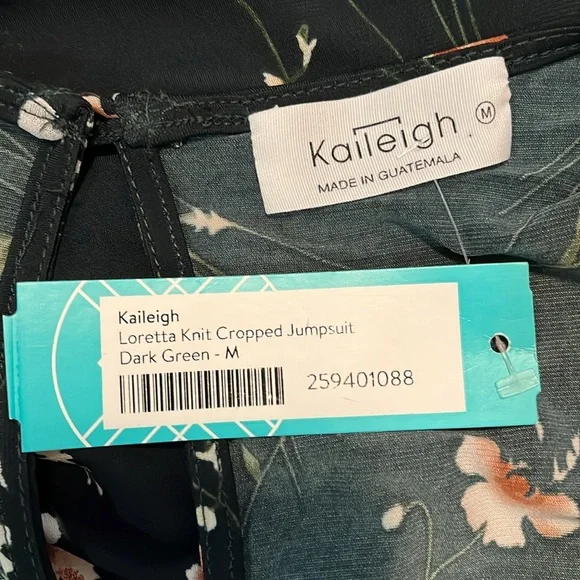 Kaileigh
M
MADE IN GUATEMALA
Kaileigh
Loretta Knit Cropped Jumpsuit
Dark Green - M
259401088